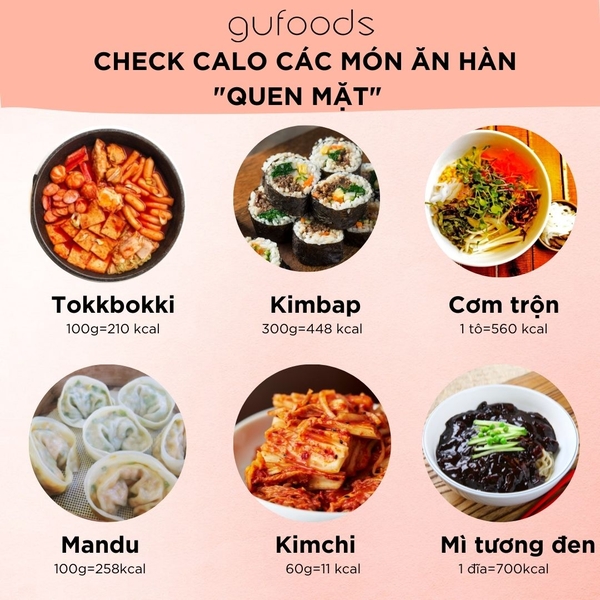 gufoods
CHECK CALO CÁC MÓN ĂN HÀN
"QUEN MẶT"
Tokkbokki
100g=210 kcal
Kimbap
300g=448 kcal
Cơm trộn
1 tô=560 kcal
Mandu
100g=258kcal
Kimchi
60g=11 kcal
Mì tương đen
1 đĩa=700kcal